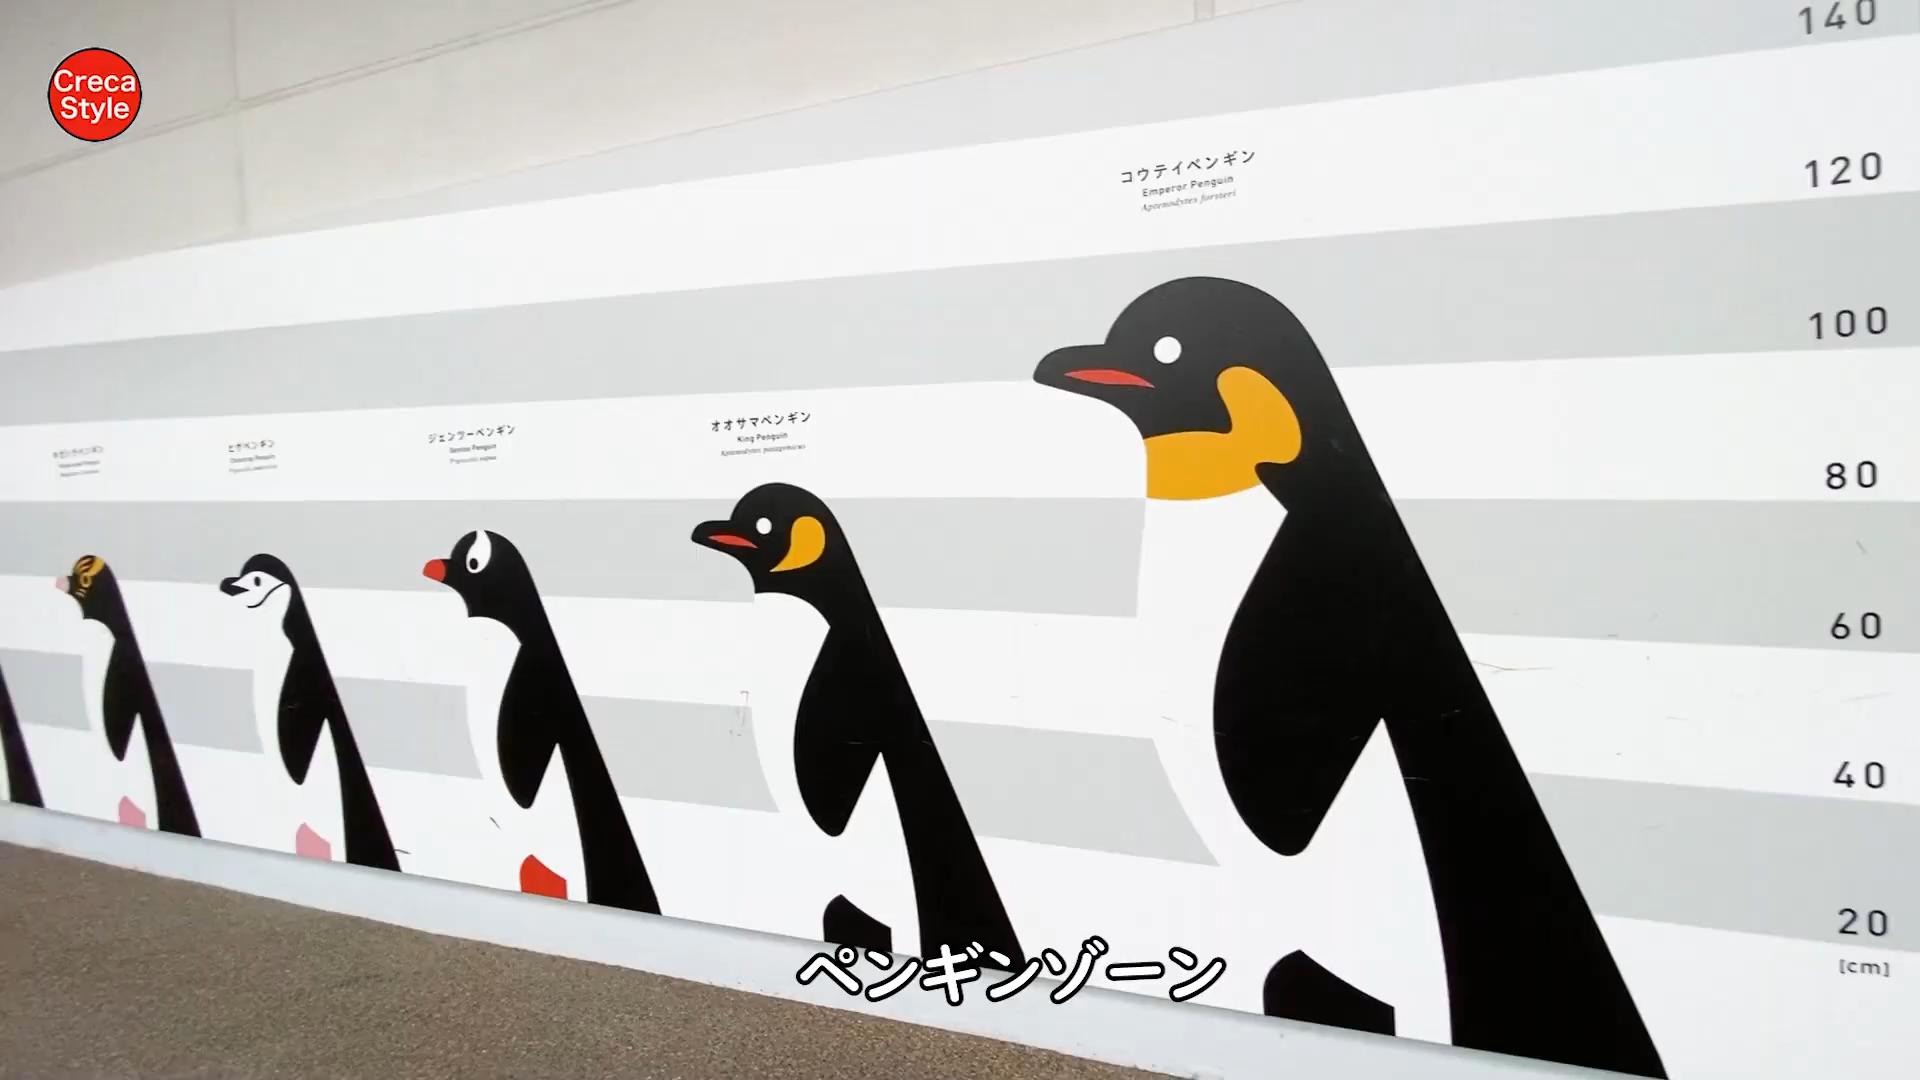 Creca
Style
140
120
100
80
60
40
20
[cm]
コウテイペンギン
Emperor Penguin
Aptenodytes forsteri
オオサマペンギン
King Penguin
Aptenodytes patagonicus
ジェンツーペンギン
Gentoo Penguin
ヒゲペンギン
Chinstrap Penguin
ペンギンゾーン